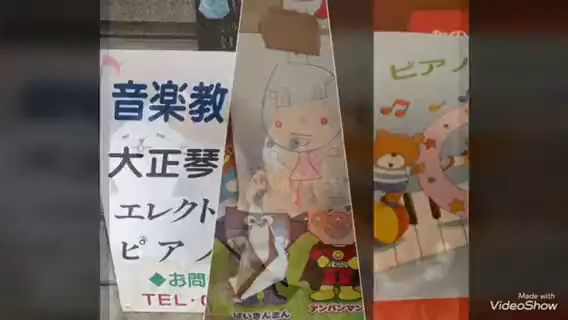 音楽教
大正琴
エレクト
ピアノ
◆お問
TEL・0
ばいきんまん
アンパンマン
ピアノ
Made with
VideoShow